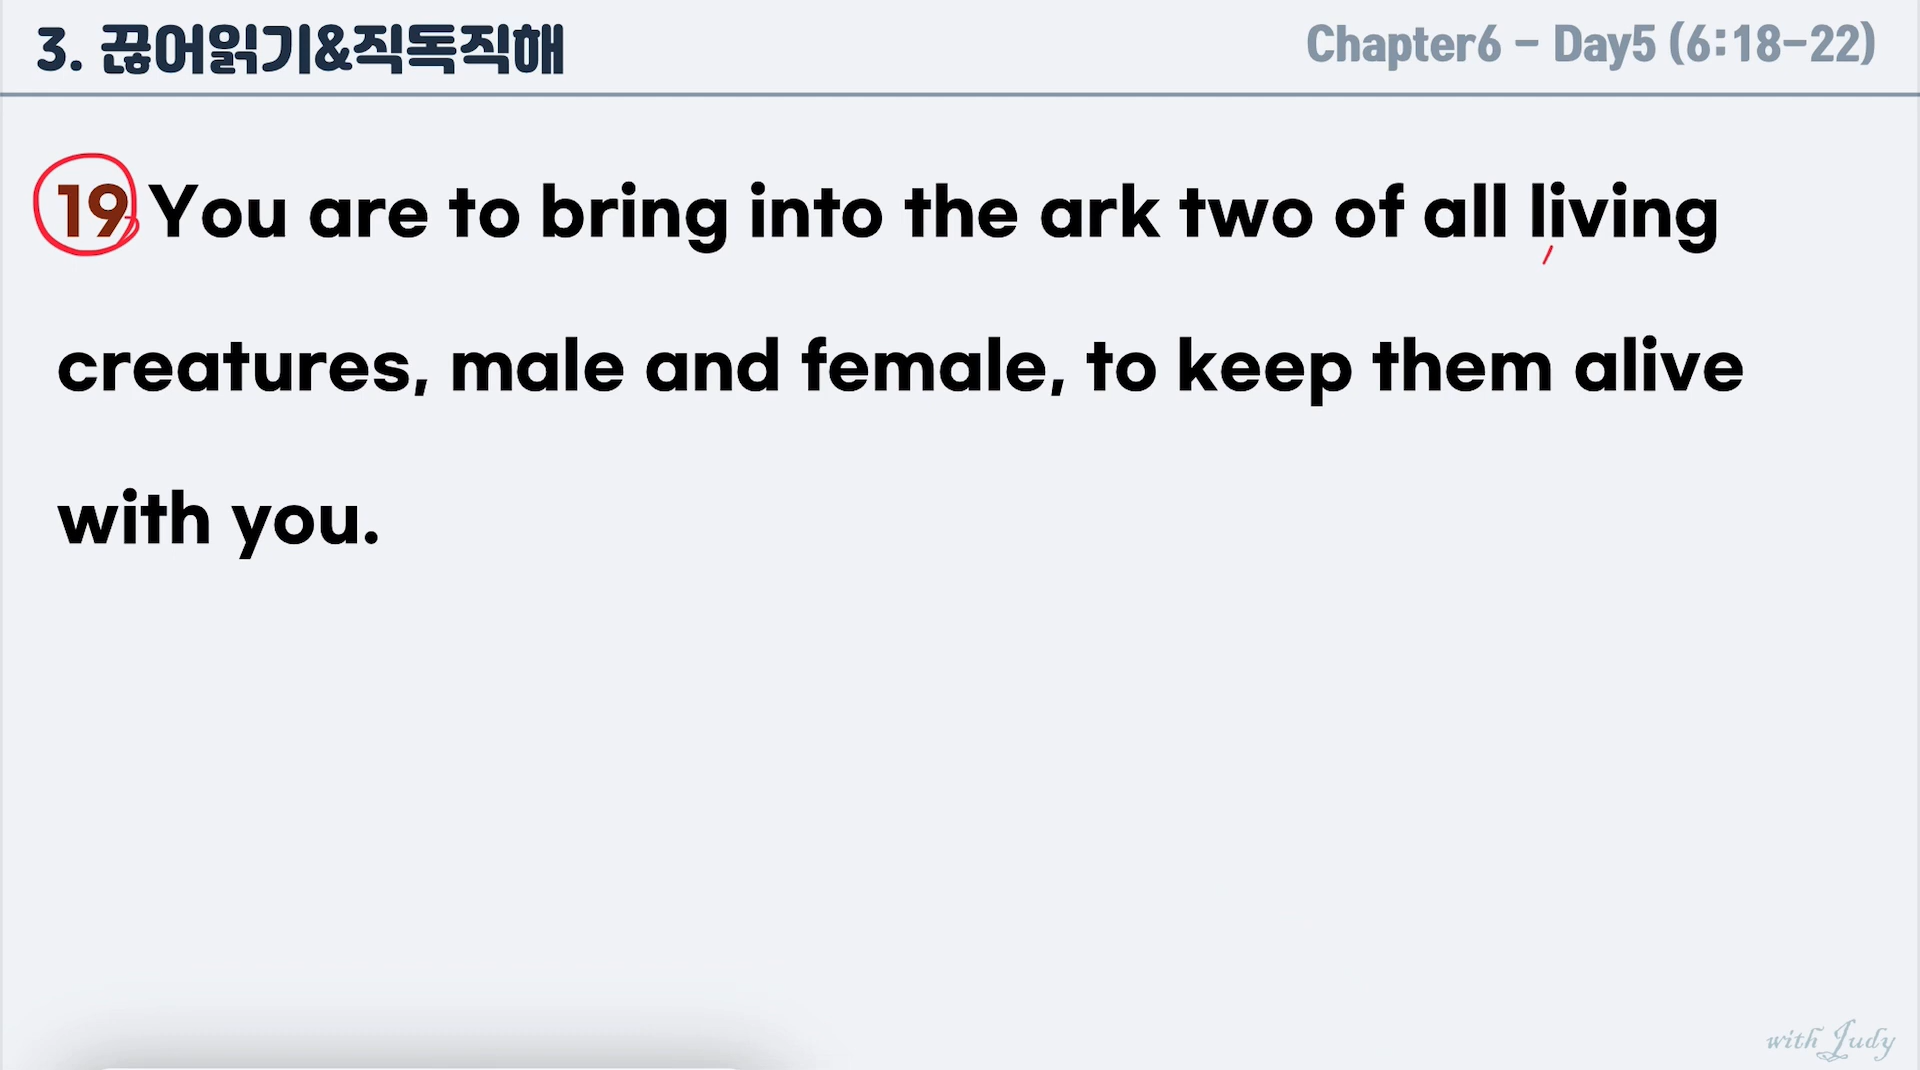 3. 끊어읽기&직독직해
Chapter6 - Day5 (6:18-22)
19 You are to bring into the ark two of all living
creatures, male and female, to keep them alive
with you.
with Judy